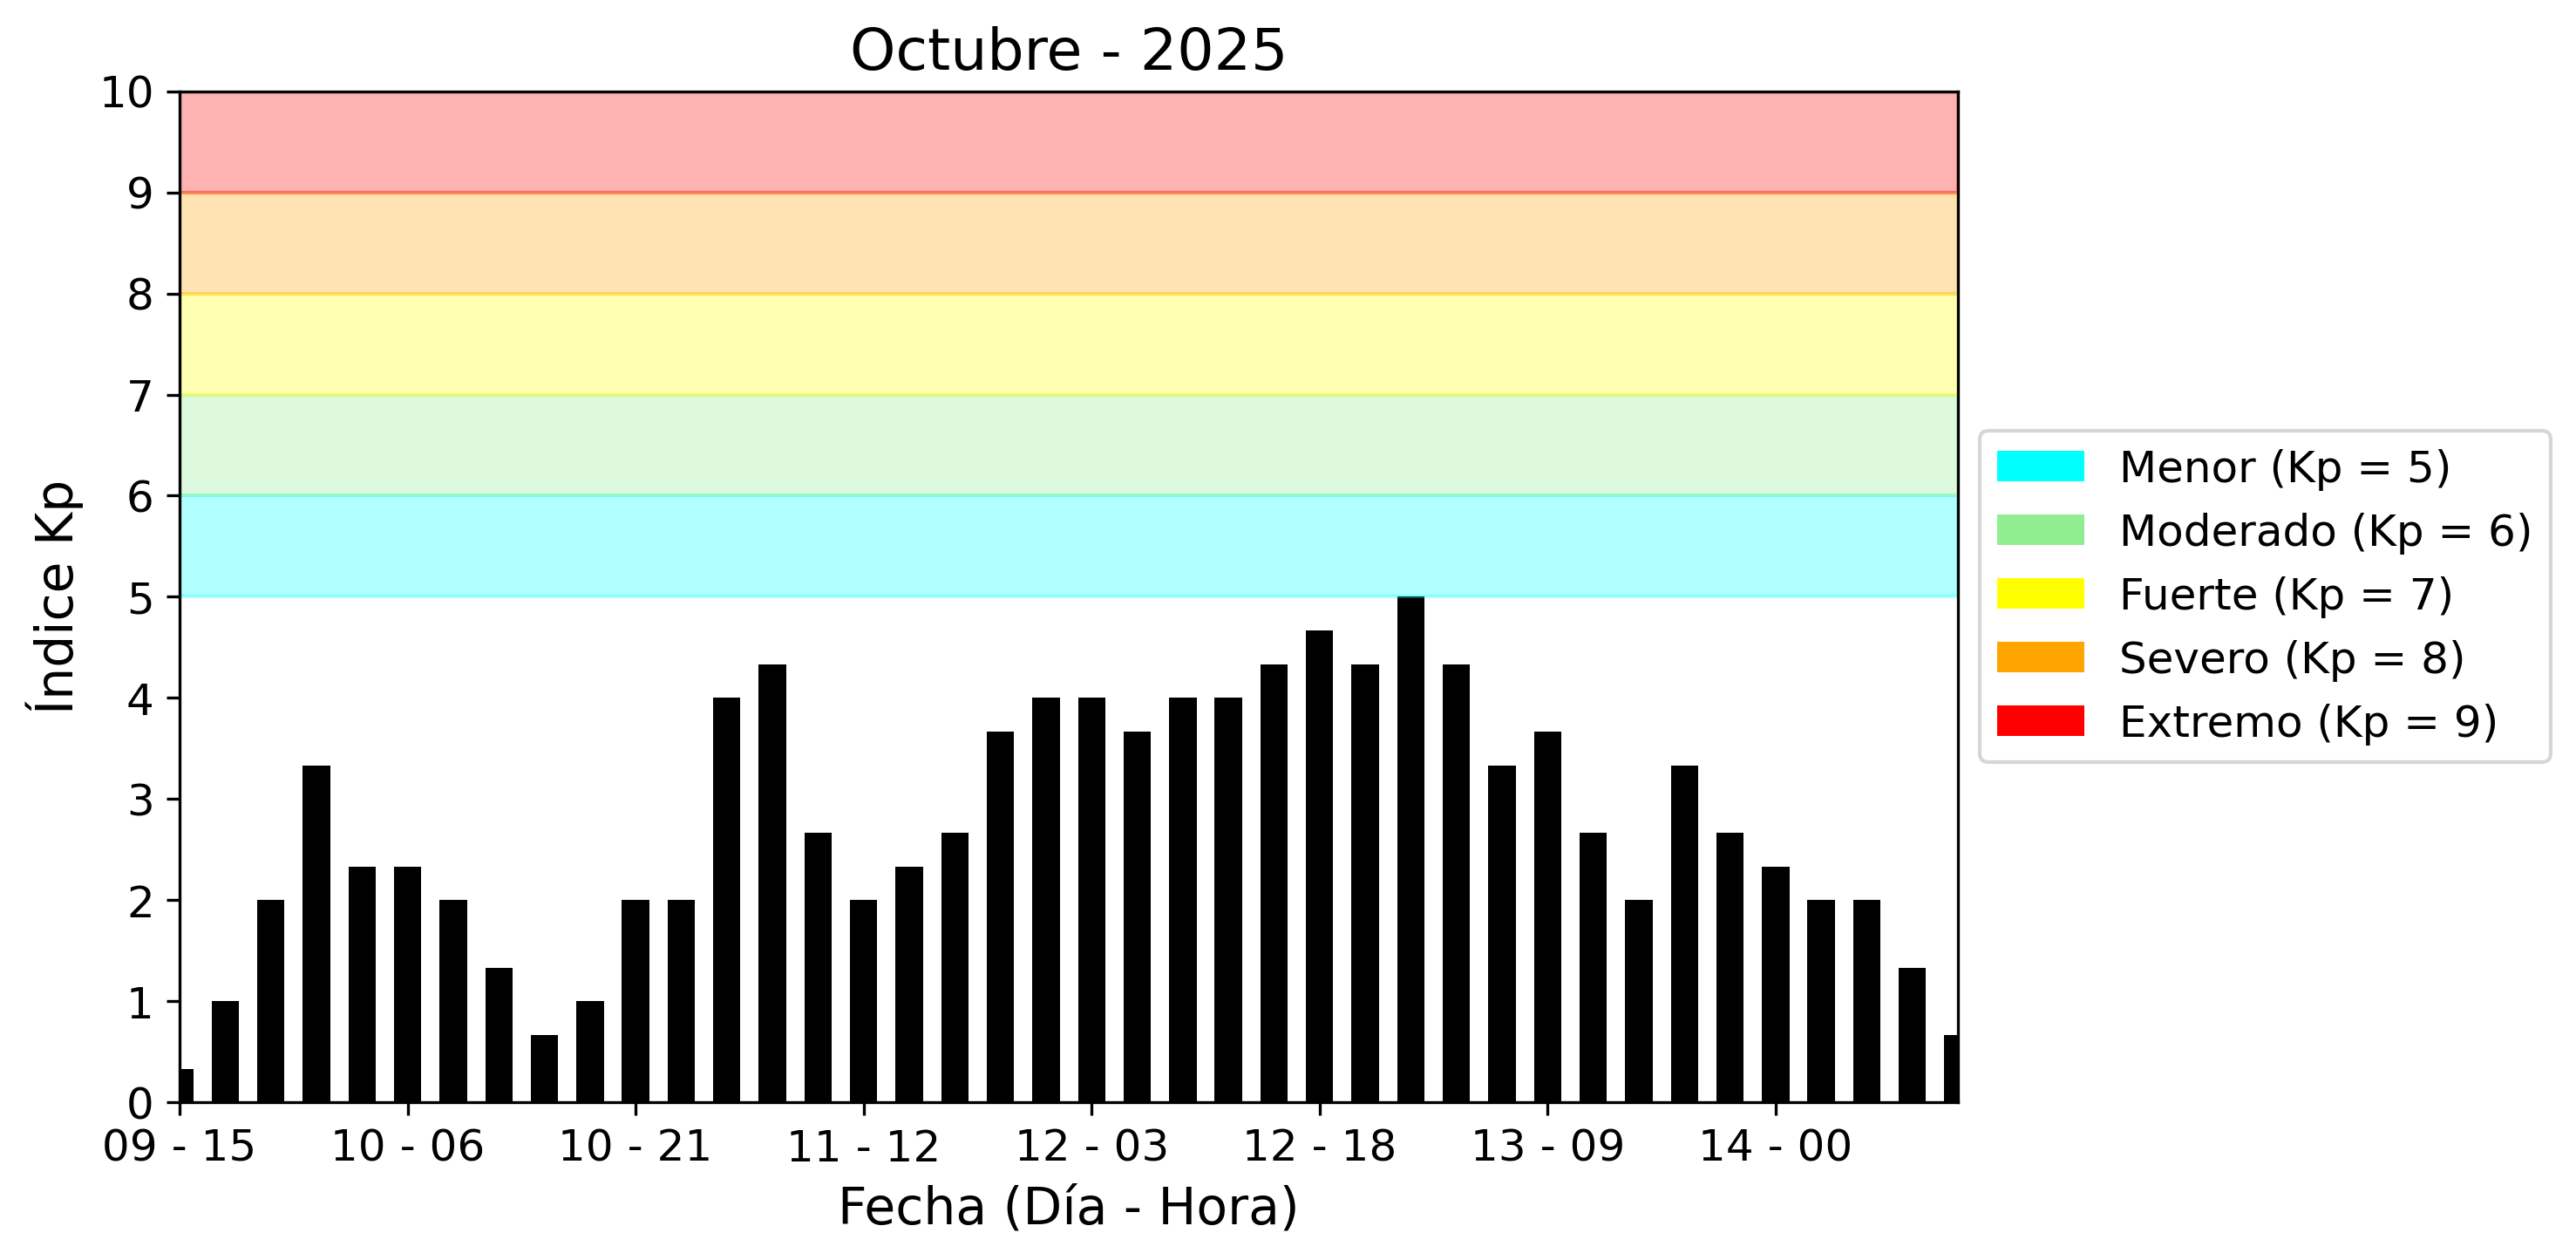 Octubre - 2025
10
9
8
7
6
5
4
3
2
1
0
Índice Kp
09 - 15
10 - 06
10 - 21
11 - 12
12 - 03
12 - 18
13 - 09
14 - 00
Fecha (Día - Hora)
Menor (Kp = 5)
Moderado (Kp = 6)
Fuerte (Kp = 7)
Severo (Kp = 8)
Extremo (Kp = 9)